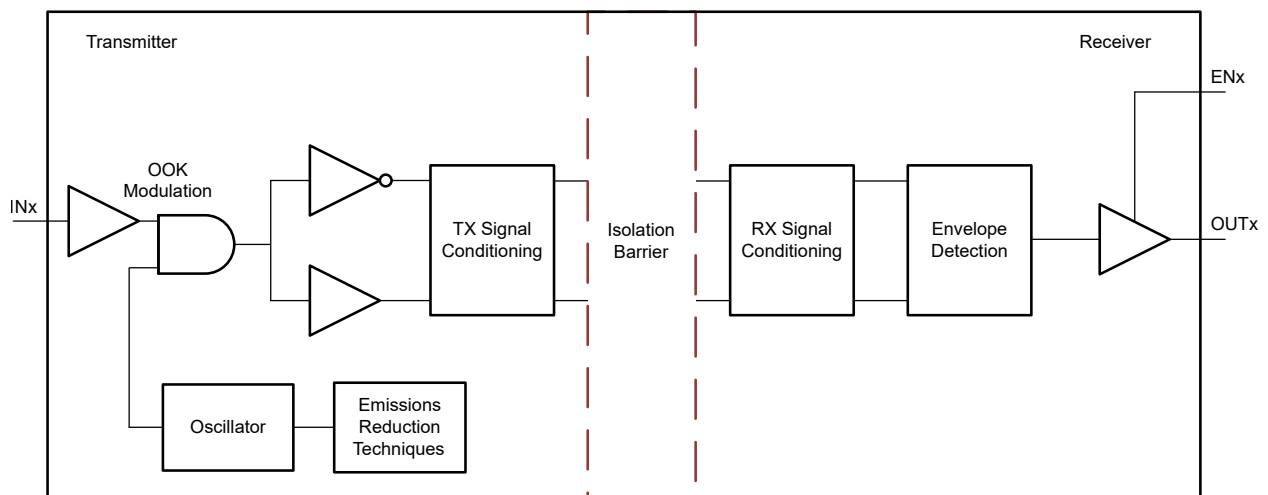 Transmitter
Receiver
ENx
OOK
Modulation
INx
TX Signal
Conditioning
Isolation
Barrier
RX Signal
Conditioning
Envelope
Detection
OUTx
Oscillator
Emissions
Reduction
Techniques